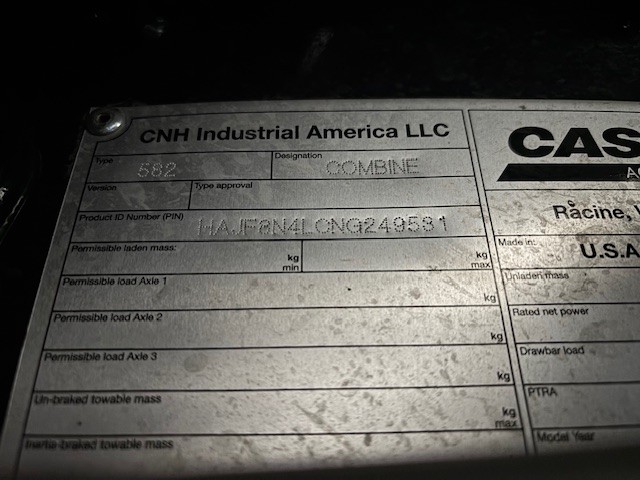 CNH Industrial America LLC
Type
582
Designation
COMBINE
Version
Type approval
Product ID Number (PIN)
Permissible laden mass:
kg
min
kg
max
Permissible load Axle 1
kg
Permissible load Axle 2
kg
Permissible load Axle 3
kg
Un-braked towable mass
kg
max
Inertia-braked towable mass
CAS
Racine,
Made in:
U.S.A
Unladen mass
Rated net power
Drawbar load
PTRA
Model Year